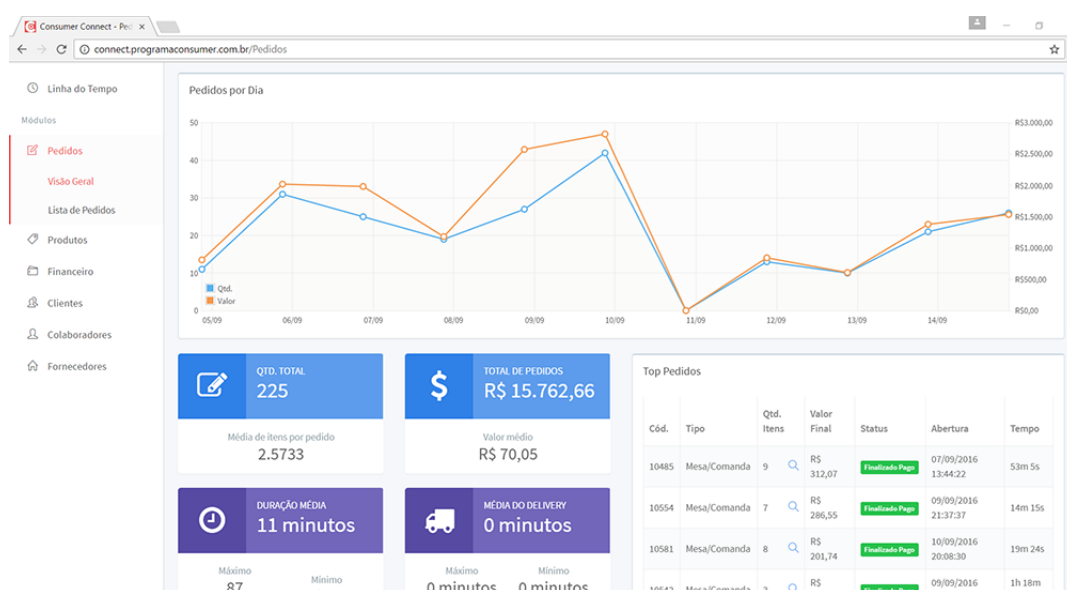 Consumer Connect - Ped
connect.programaconsumer.com.br/Pedidos
Linha do Tempo
Módulos
Pedidos
Visão Geral
Lista de Pedidos
Produtos
Financeiro
Clientes
Colaboradores
Fornecedores
Pedidos por Dia
50 R$3.000,00
40 R$2.500,00
R$2.000,00
30
R$1.500,00
20
R$1.000,00
10 R$500,00
Qtd.
Valor
0 R$0,00
05/09 06/09 07/09 08/09 09/09 10/09 11/09 12/09 13/09 14/09
QTD. TOTAL
225
Média de itens por pedido
2.5733
TOTAL DE PEDIDOS
R$ 15.762,66
Valor médio
R$ 70,05
DURAÇÃO MÉDIA
11 minutos
Máximo Mínimo
87
MÉDIA DO DELIVERY
0 minutos
Máximo Mínimo
0 minutos 0 minutos
Top Pedidos
Cód. Tipo Qtd. Itens Valor Final Status Abertura Tempo
10485 Mesa/Comanda 9 R$ 312,07 Finalizado Pago 07/09/2016 13:44:22 53m 5s
10554 Mesa/Comanda 7 R$ 286,55 Finalizado Pago 09/09/2016 21:37:37 14m 15s
10581 Mesa/Comanda 8 R$ 201,74 Finalizado Pago 10/09/2016 20:08:30 19m 24s
R$ 09/09/2016 1h 18m